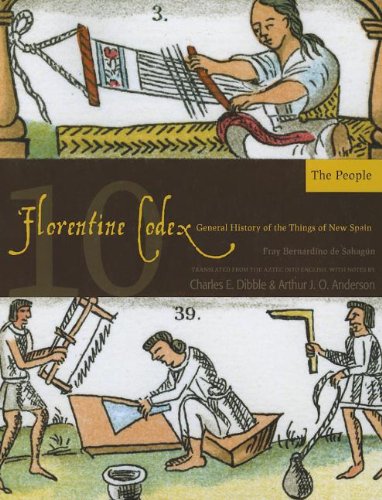 3.
The People
10
Florentine Codex
General History of the Things of New Spain
Fray Bernardino de Sahagún
TRANSLATED FROM THE AZTEC INTO ENGLISH, WITH NOTES BY
Charles E. Dibble & Arthur J. O. Anderson
39.